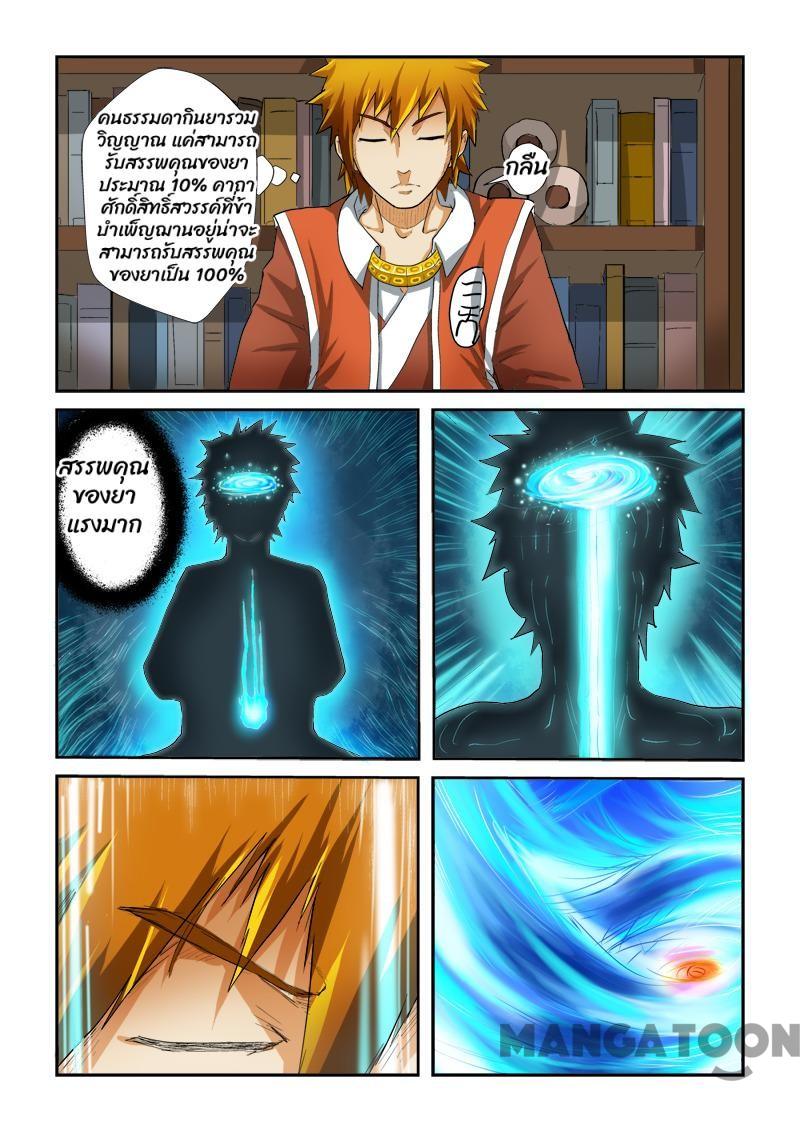 คนธรรมดากินยารวม
วิญญาณ แค่สามารถ
รับสรรพคุณของยา
ประมาณ 10% คาถา
ศักดิ์สิทธิ์สวรรค์ที่ข้า
บำเพ็ญฌานอยู่น่าจะ
สามารถรับสรรพคุณ
ของยาเป็น 100%
กลืน
สรรพคุณ
ของยา
แรงมาก
MANGATOON